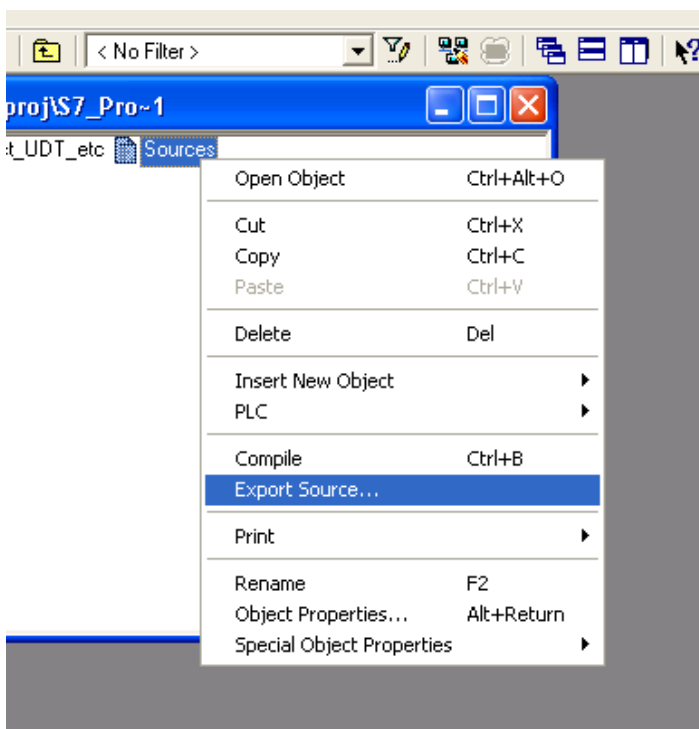 < No Filter >
proj\S7_Pro~1
ct_UDT_etc Sources
Open Object Ctrl+Alt+O
Cut Ctrl+X
Copy Ctrl+C
Paste Ctrl+V
Delete Del
Insert New Object
PLC
Compile Ctrl+B
Export Source...
Print
Rename F2
Object Properties... Alt+Return
Special Object Properties